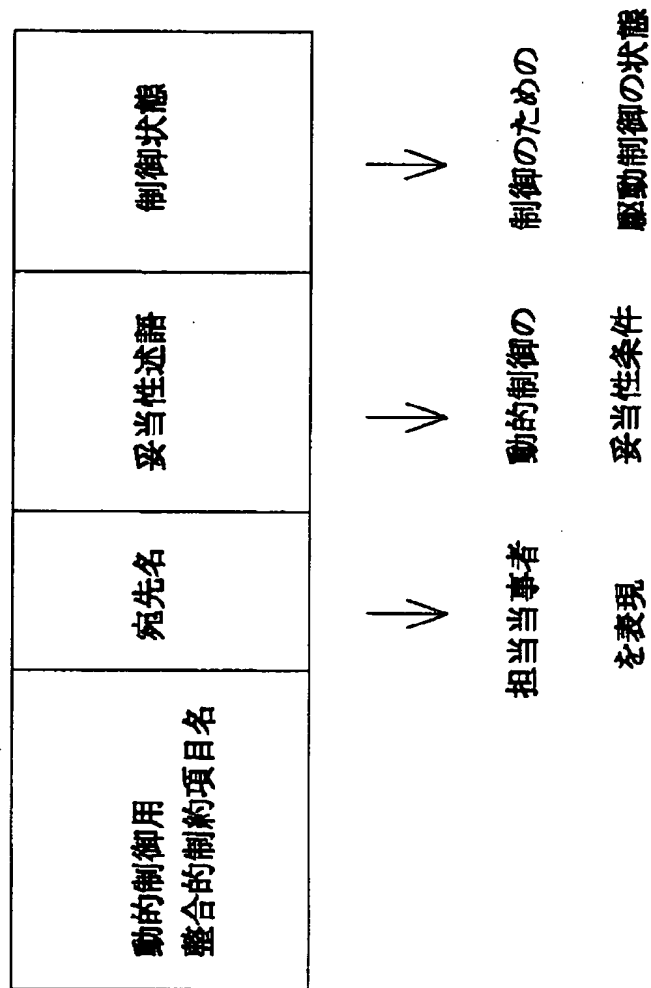 動的制御用
整合的制約項目名
宛先名
妥当性述語
制御状態
担当当事者
を表現
動的制御の
妥当性条件
制御のための
駆動制御の状態